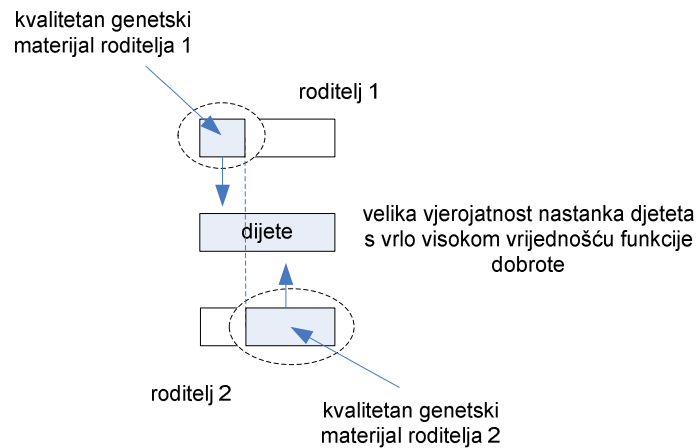 kvalitetan genetski
materijal roditelja 1
roditelj 1
dijete
velika vjerojatnost nastanka djeteta
s vrlo visokom vrijednošću funkcije
dobrote
roditelj 2
kvalitetan genetski
materijal roditelja 2